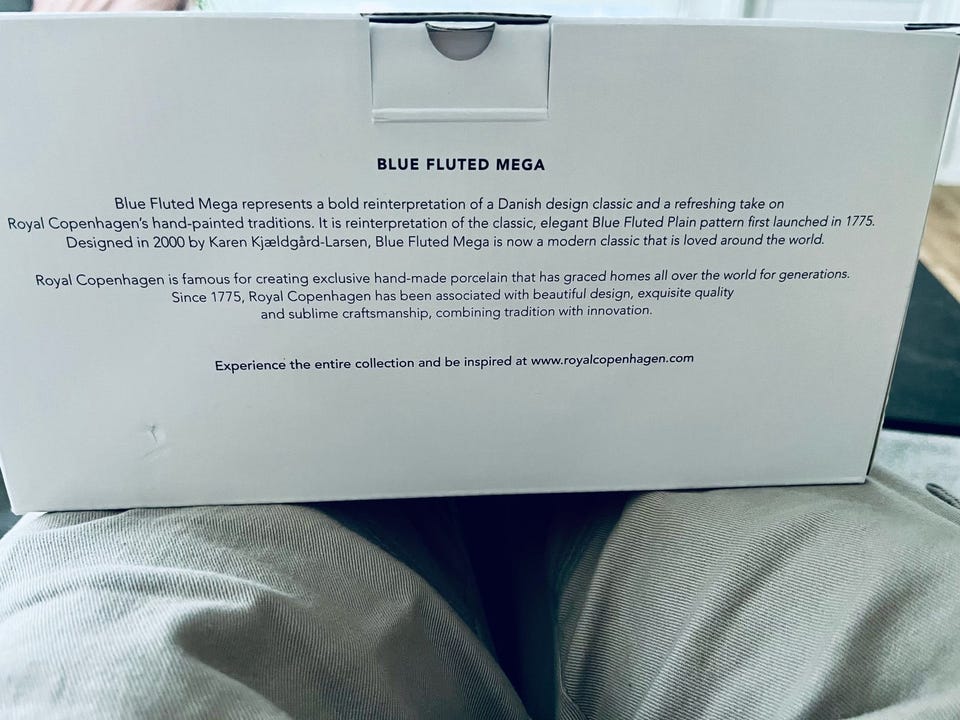 BLUE FLUTED MEGA
Blue Fluted Mega represents a bold reinterpretation of a Danish design classic and a refreshing take on
Royal Copenhagen's hand-painted traditions. It is reinterpretation of the classic, elegant Blue Fluted Plain pattern first launched in 1775.
Designed in 2000 by Karen Kjældgård-Larsen, Blue Fluted Mega is now a modern classic that is loved around the world.
Royal Copenhagen is famous for creating exclusive hand-made porcelain that has graced homes all over the world for generations.
Since 1775, Royal Copenhagen has been associated with beautiful design, exquisite quality
and sublime craftsmanship, combining tradition with innovation.
Experience the entire collection and be inspired at www.royalcopenhagen.com